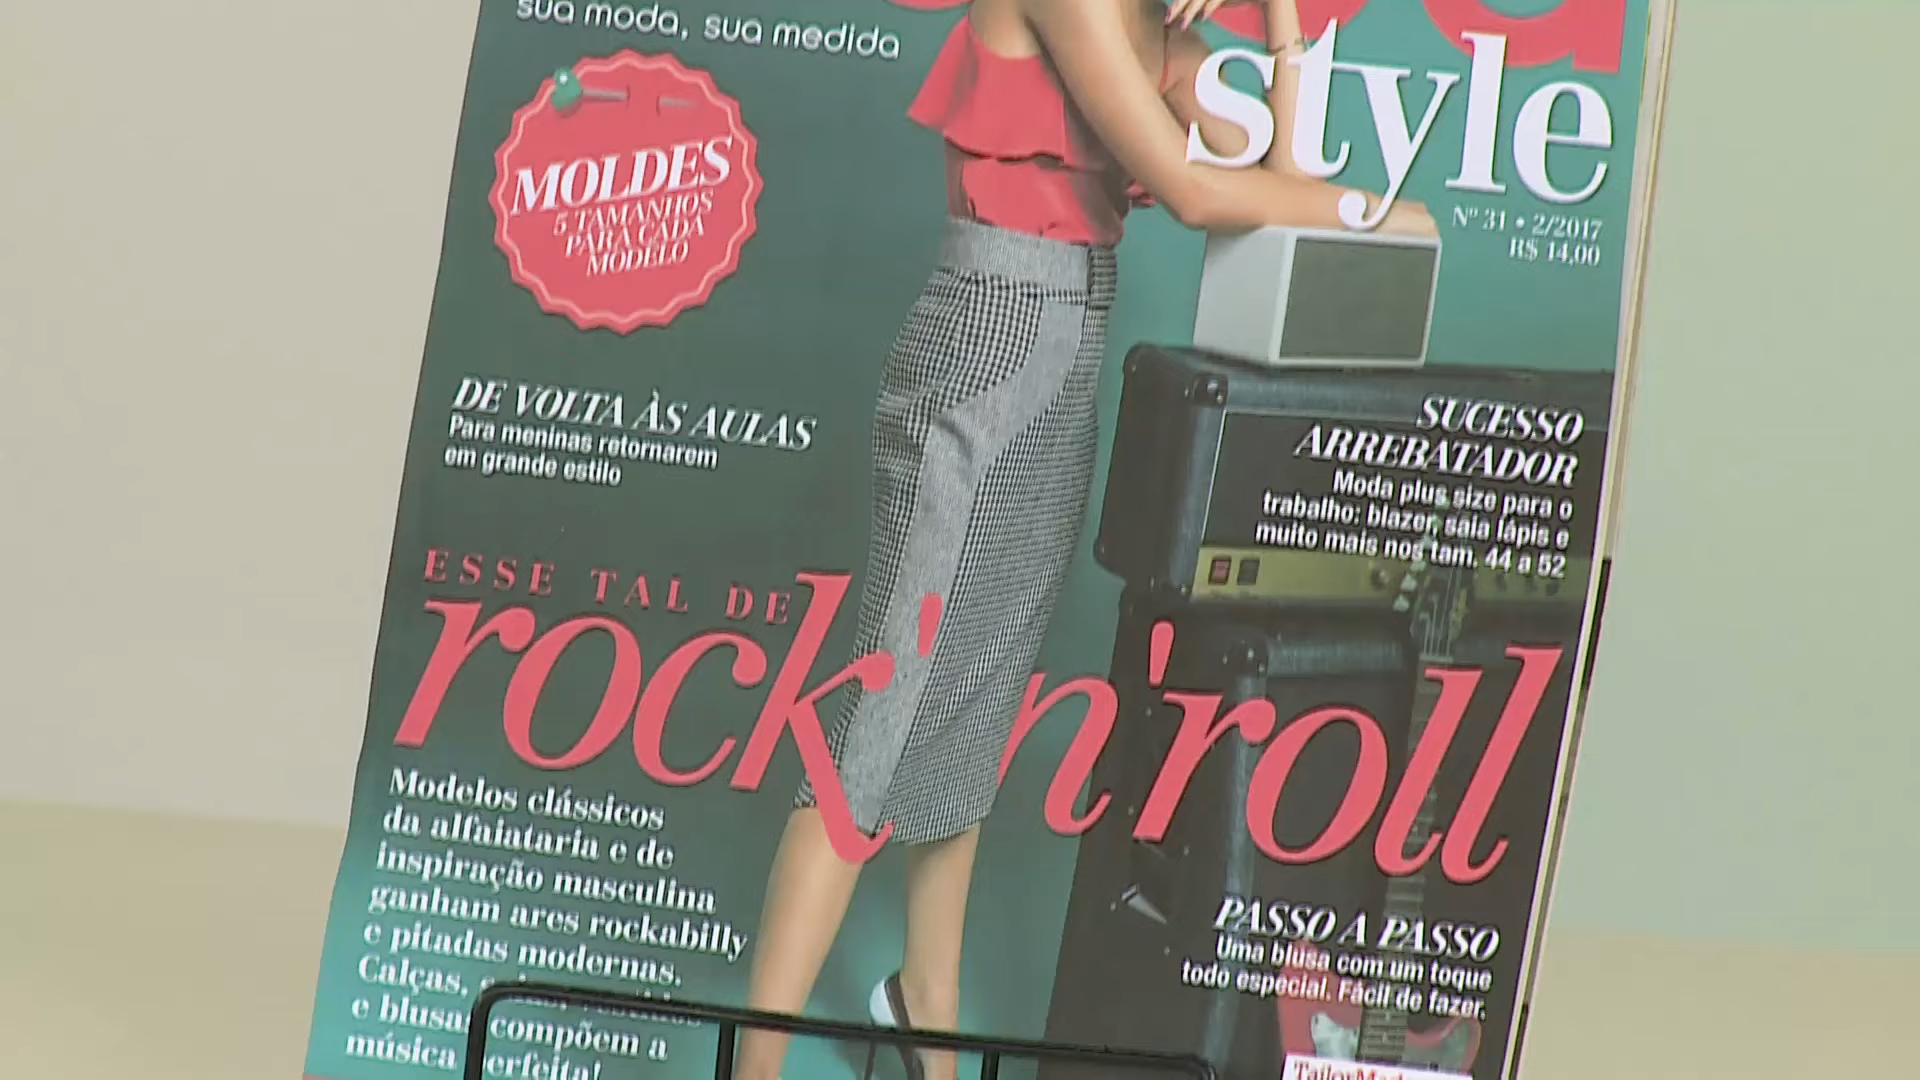 sua moda, sua medida
style
Nº 31 • 2/2017
R$ 14,00
MOLDES
5 TAMANHOS
PARA CADA
MODELO
DE VOLTA ÀS AULAS
Para meninas retornarem
em grande estilo
SUCESSO
ARREBATADOR
Moda plus size para o
trabalho: blazer, saia lápis e
muito mais nos tam. 44 a 52
ESSE TAL DE
rock'n'roll
Modelos clássicos
da alfaiataria e de
inspiração masculina
ganham ares rockabilly
e pitadas modernas.
Calças,
e blusas compõem a
música erfeita!
PASSO A PASSO
Uma blusa com um toque
todo especial. Fácil de fazer.